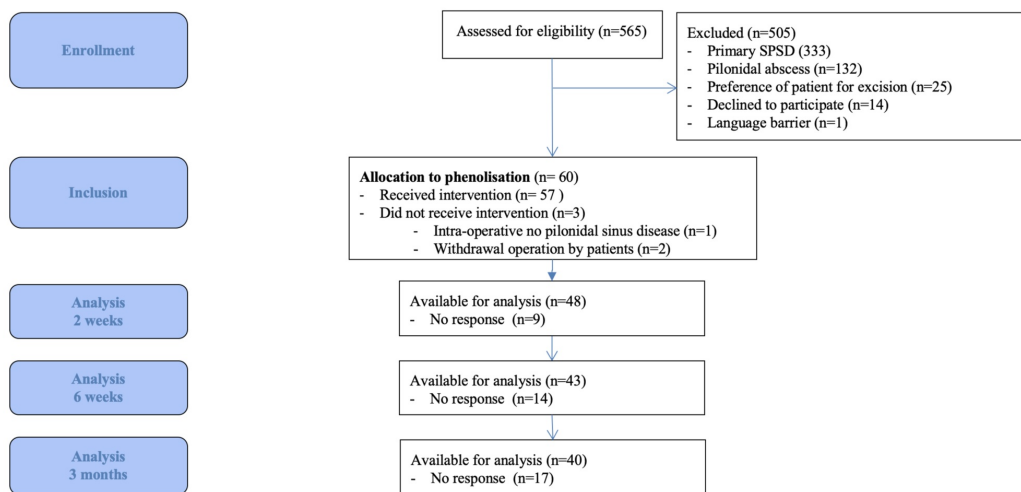 Enrollment
Assessed for eligibility (n=565)
Excluded (n=505)
- Primary SPSD (333)
- Pilonidal abscess (n=132)
- Preference of patient for excision (n=25)
- Declined to participate (n=14)
- Language barrier (n=1)
Inclusion
Allocation to phenolisation (n= 60)
- Received intervention (n= 57 )
- Did not receive intervention (n=3)
- Intra-operative no pilonidal sinus disease (n=1)
- Withdrawal operation by patients (n=2)
Analysis
2 weeks
Available for analysis (n=48)
- No response (n=9)
Analysis
6 weeks
Available for analysis (n=43)
- No response (n=14)
Analysis
3 months
Available for analysis (n=40)
- No response (n=17)